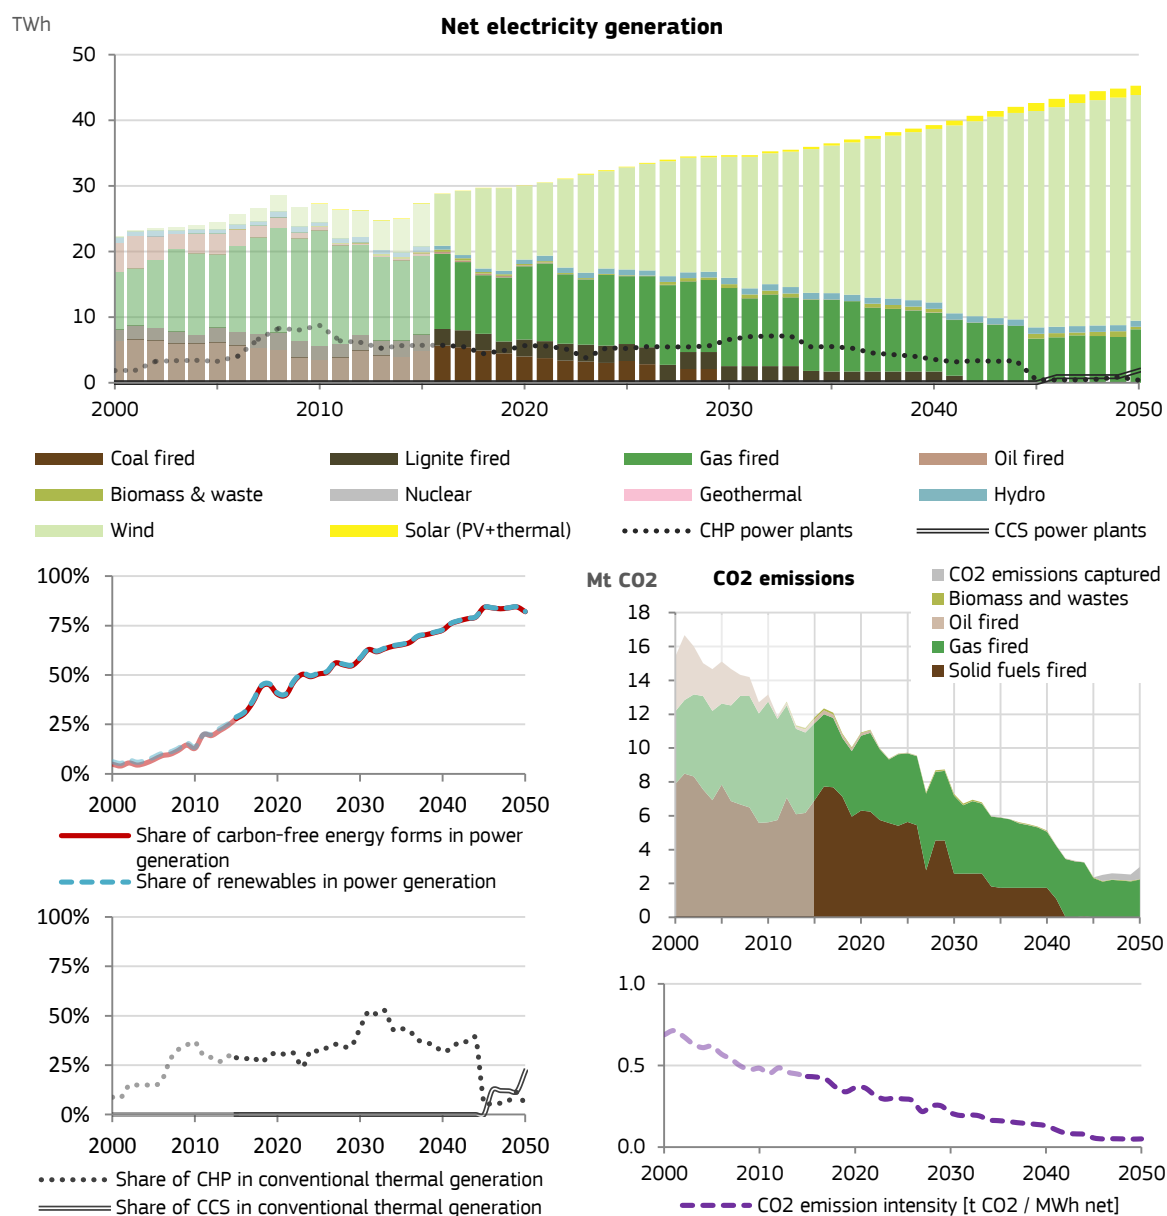 TWh
Net electricity generation
50
40
30
20
10
0
2000 2010 2020 2030 2040 2050
Coal fired Lignite fired Gas fired Oil fired
Biomass & waste Nuclear Geothermal Hydro
Wind Solar (PV+thermal) CHP power plants CCS power plants
100%
75%
50%
25%
0%
2000 2010 2020 2030 2040 2050
Share of carbon-free energy forms in power
generation
Share of renewables in power generation
Mt CO2
CO2 emissions
CO2 emissions captured
Biomass and wastes
Oil fired
Gas fired
Solid fuels fired
18
16
14
12
10
8
6
4
2
0
2000 2010 2020 2030 2040 2050
100%
75%
50%
25%
0%
2000 2010 2020 2030 2040 2050
Share of CHP in conventional thermal generation
Share of CCS in conventional thermal generation
1.0
0.5
0.0
2000 2010 2020 2030 2040 2050
CO2 emission intensity [t CO2 / MWh net]